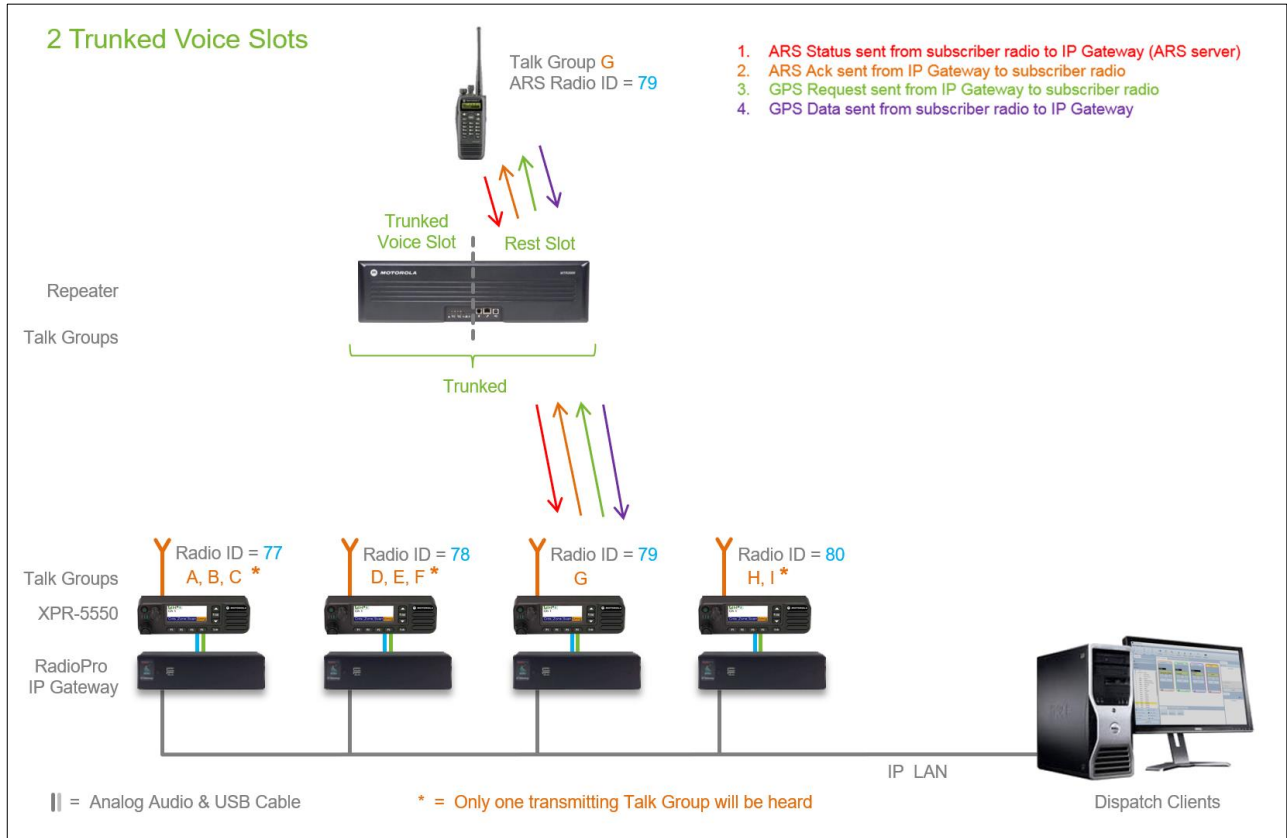 2 Trunked Voice Slots
Talk Group G
ARS Radio ID = 79
1. ARS Status sent from subscriber radio to IP Gateway (ARS server)
2. ARS Ack sent from IP Gateway to subscriber radio
3. GPS Request sent from IP Gateway to subscriber radio
4. GPS Data sent from subscriber radio to IP Gateway
Trunked
Voice Slot
Rest Slot
MOTOROLA
Repeater
Talk Groups
Trunked
Radio ID = 77
A, B, C *
Radio ID = 78
D, E, F *
Radio ID = 79
G
Radio ID = 80
H, I *
Talk Groups
XPR-5550
RadioPro
IP Gateway
IP LAN
= Analog Audio & USB Cable
* = Only one transmitting Talk Group will be heard
Dispatch Clients